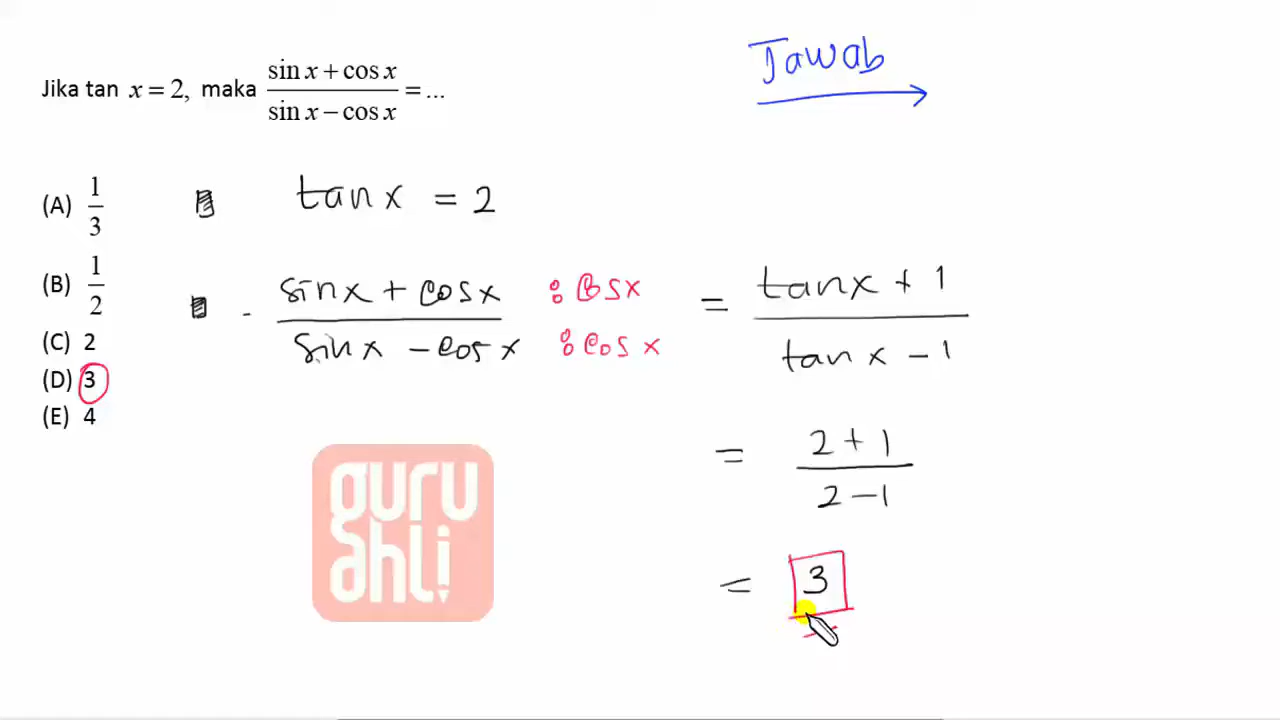 Jika tan x = 2, maka (sin x + cos x)/(sin x − cos x) = ...
Jawab
(A) 1/3
(B) 1/2
(C) 2
(D) 3
(E) 4
tan x = 2
(sin x + cos x)/(sin x − cos x) : cos x / : cos x = (tan x + 1)/(tan x − 1)
= (2 + 1)/(2 − 1)
= 3
guru
ahli